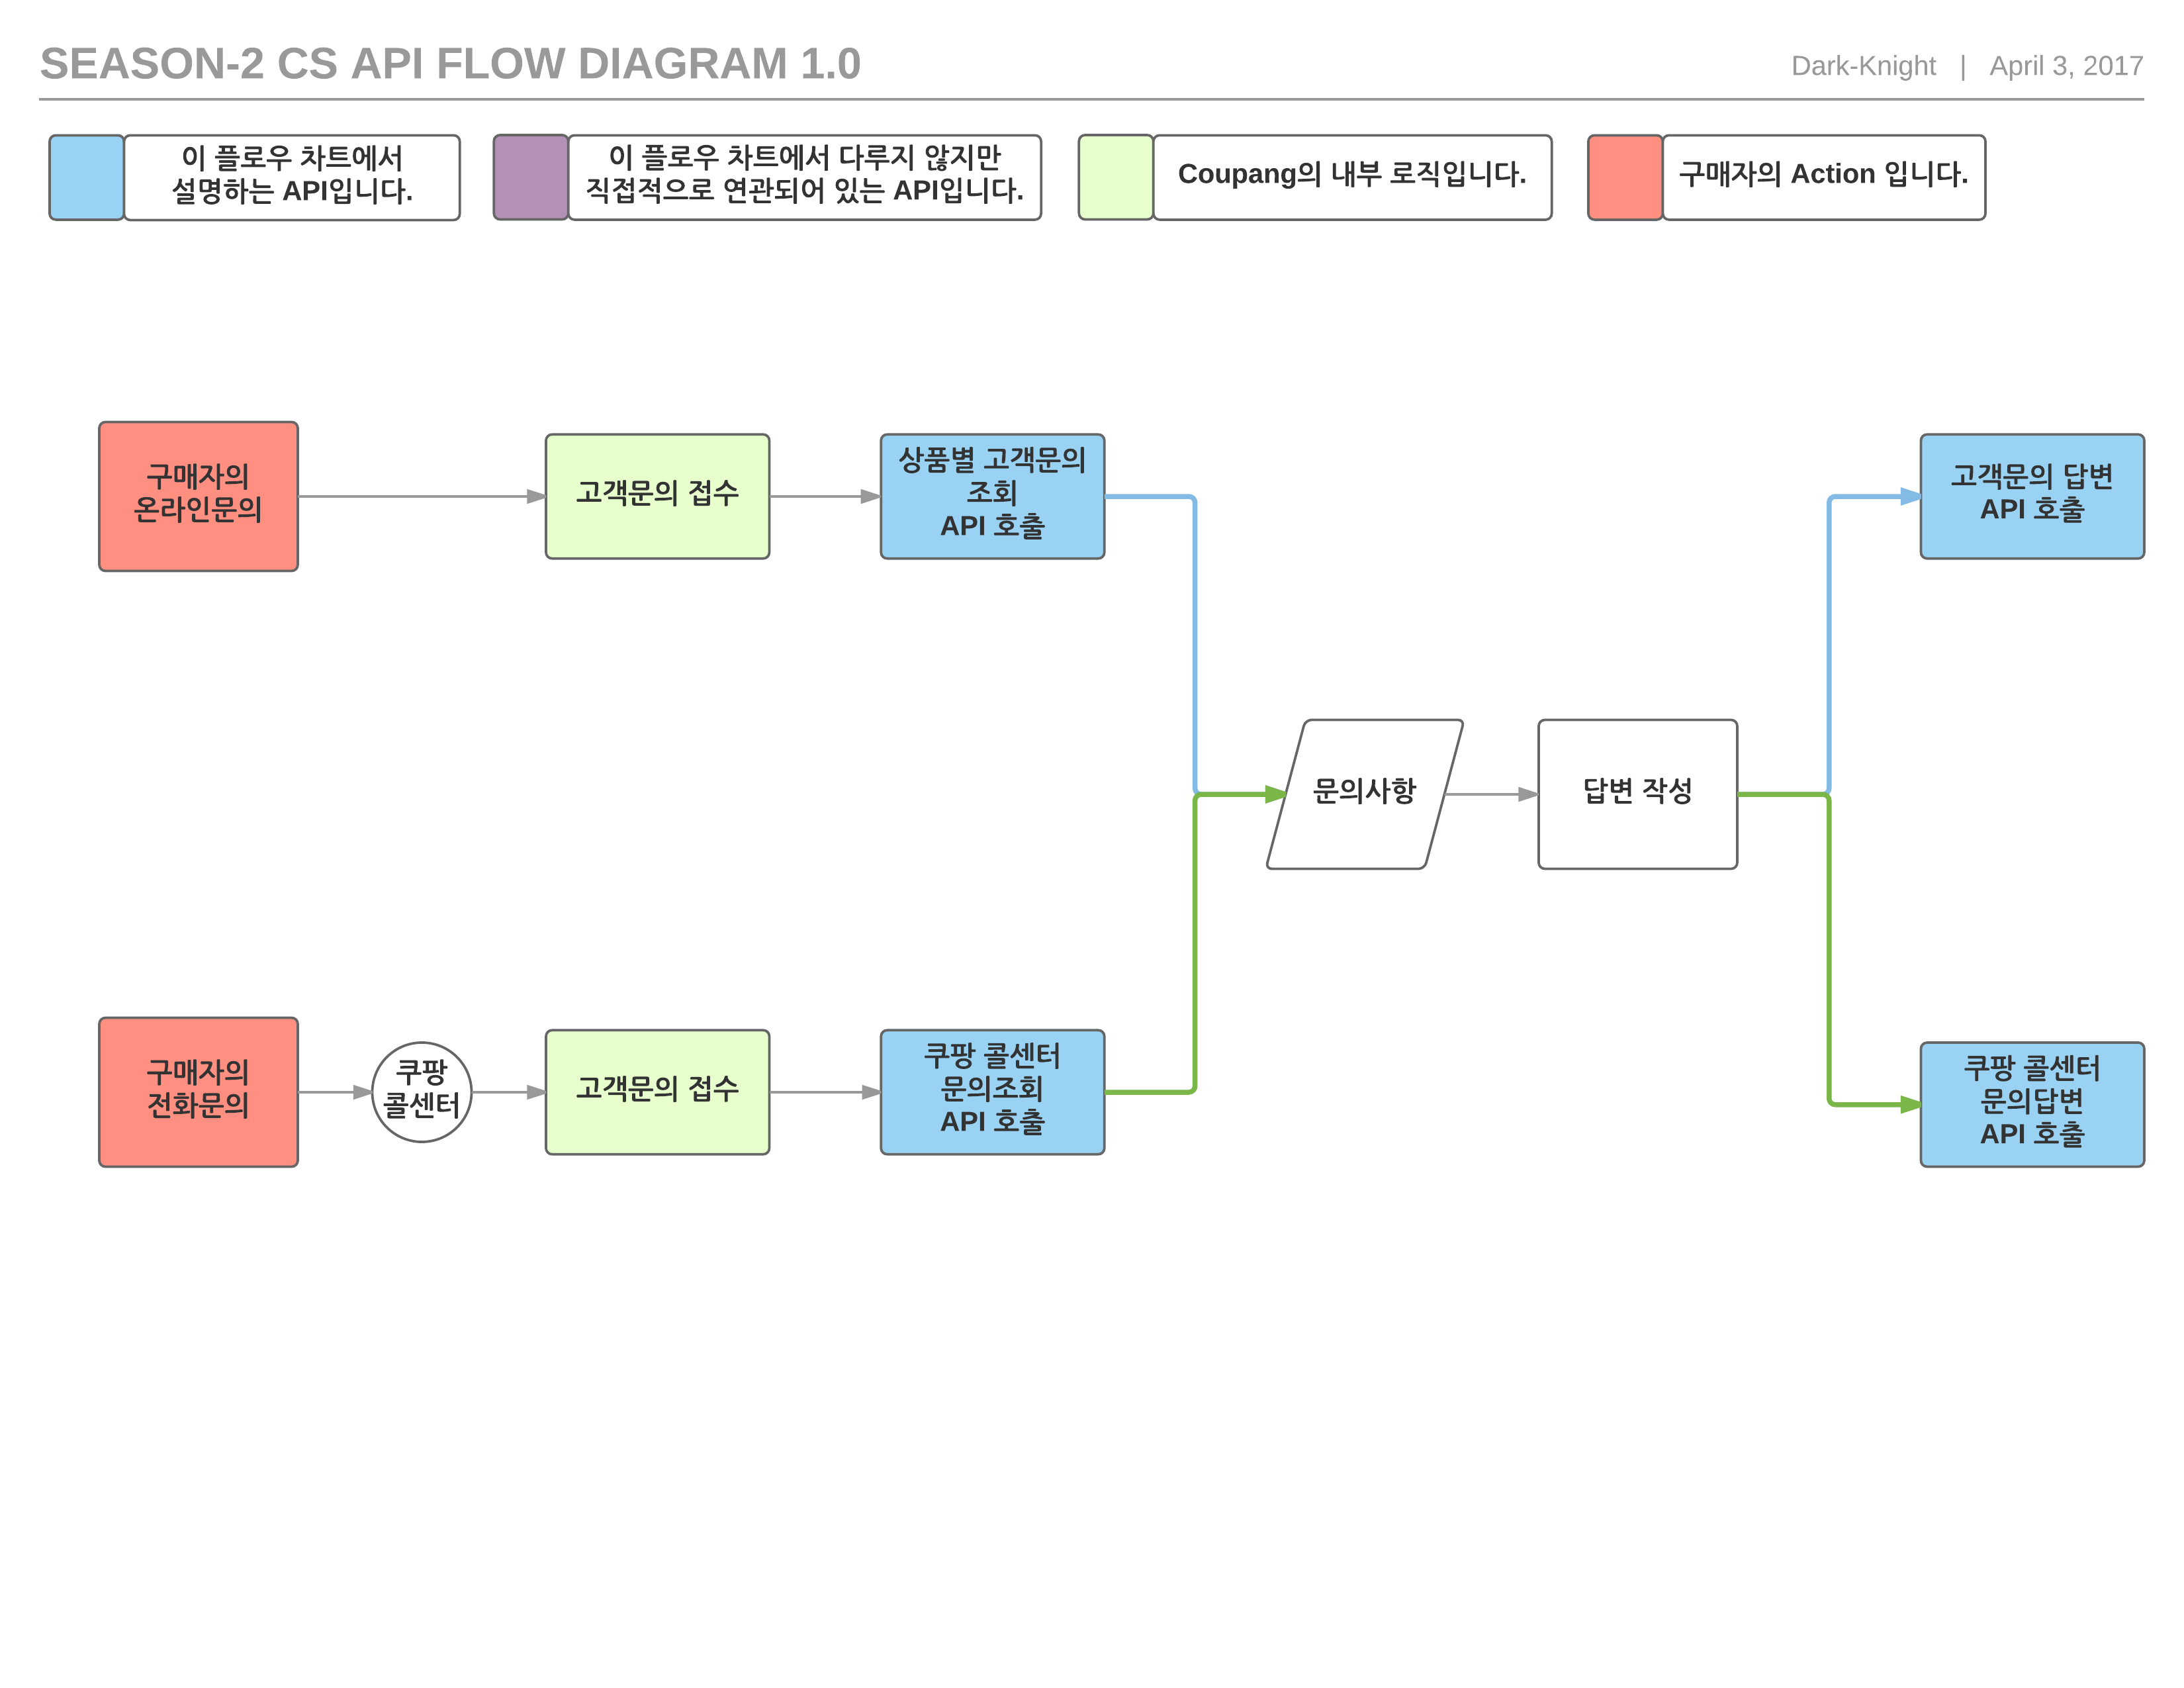 SEASON-2 CS API FLOW DIAGRAM 1.0
Dark-Knight | April 3, 2017
이 플로우 차트에서
설명하는 API입니다.
이 플로우 차트에서 다루지 않지만
직접적으로 연관되어 있는 API입니다.
Coupang의 내부 로직입니다.
구매자의 Action 입니다.
구매자의
온라인문의
고객문의 접수
상품별 고객문의
조회
API 호출
고객문의 답변
API 호출
문의사항
답변 작성
구매자의
전화문의
쿠팡
콜센터
고객문의 접수
쿠팡 콜센터
문의조회
API 호출
쿠팡 콜센터
문의답변
API 호출